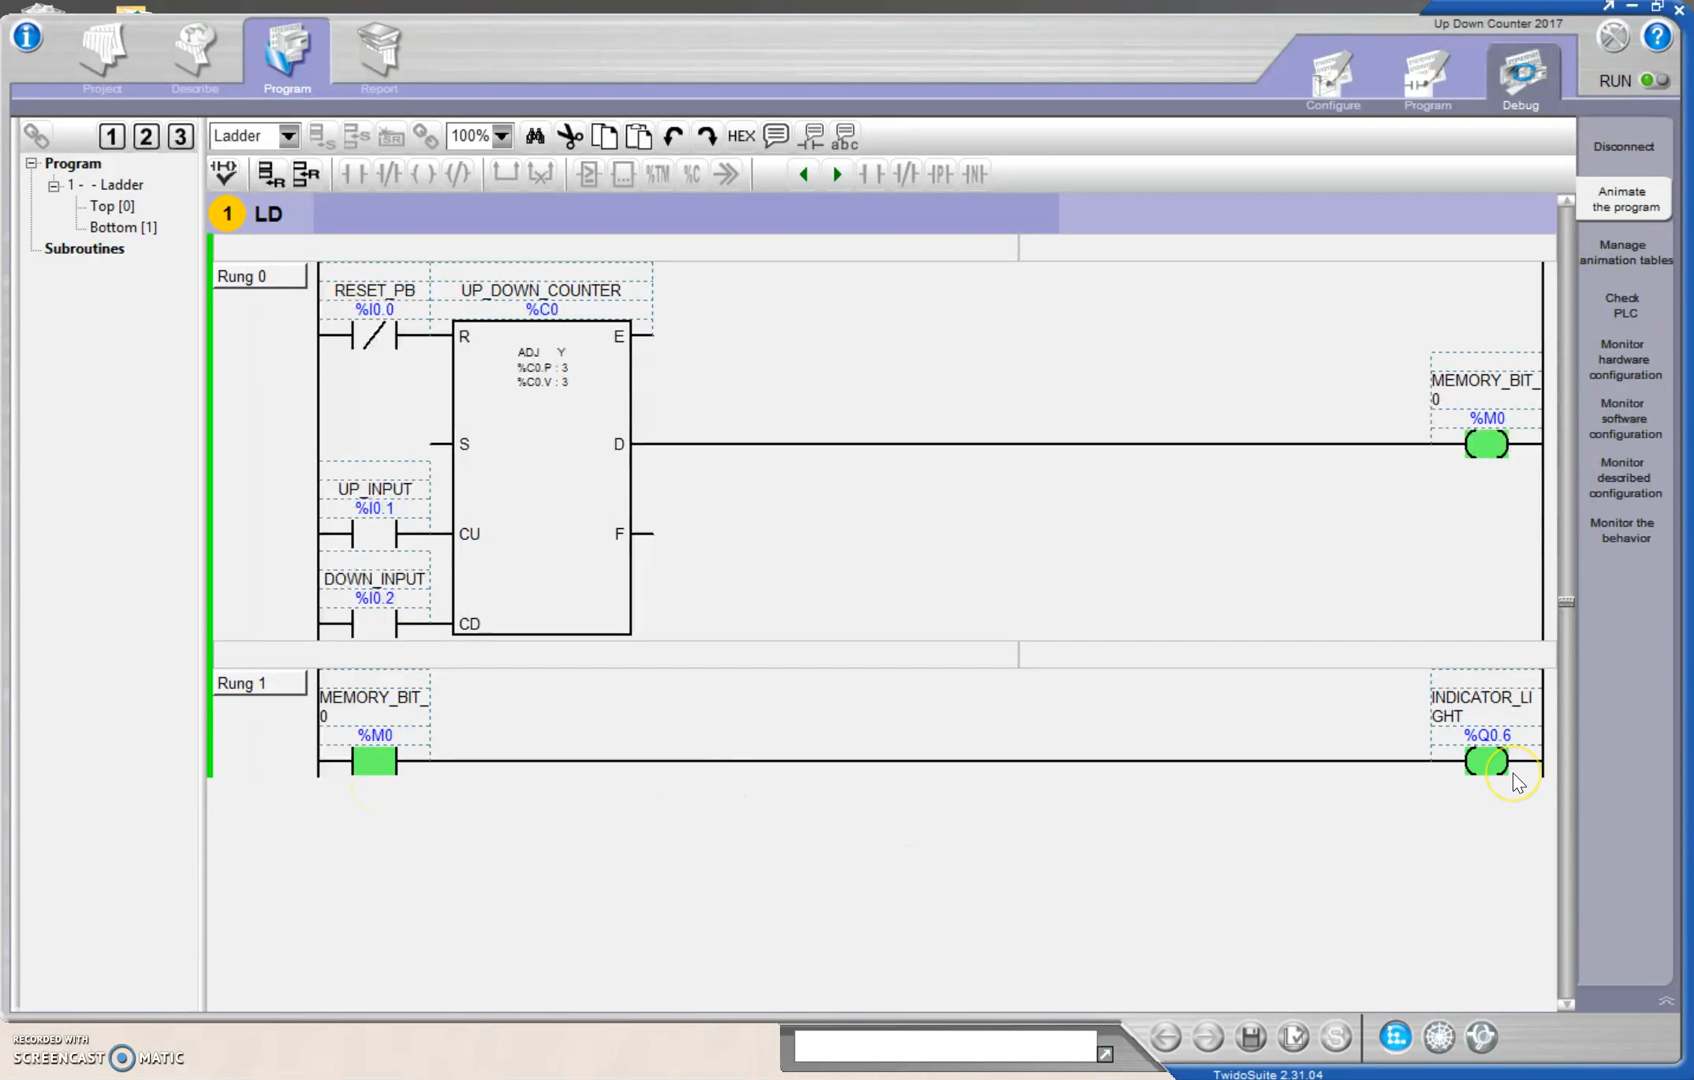 Up Down Counter 2017
Project
Describe
Program
Report
Configure
Program
Debug
RUN
1 2 3
Ladder
100%
HEX
abc
%TM
%C
Program
1 - - Ladder
Top [0]
Bottom [1]
Subroutines
1 LD
Disconnect
Animate
the program
Manage
animation tables
Check
PLC
Monitor
hardware
configuration
Monitor
software
configuration
Monitor
described
configuration
Monitor the
behavior
Rung 0
RESET_PB
%I0.0
UP_DOWN_COUNTER
%C0
R
E
ADJ Y
%C0.P : 3
%C0.V : 3
MEMORY_BIT_
0
%M0
S
D
UP_INPUT
%I0.1
CU
F
DOWN_INPUT
%I0.2
CD
Rung 1
MEMORY_BIT_
0
%M0
INDICATOR_LI
GHT
%Q0.6
RECORDED WITH
SCREENCAST MATIC
TwidoSuite 2.31.04